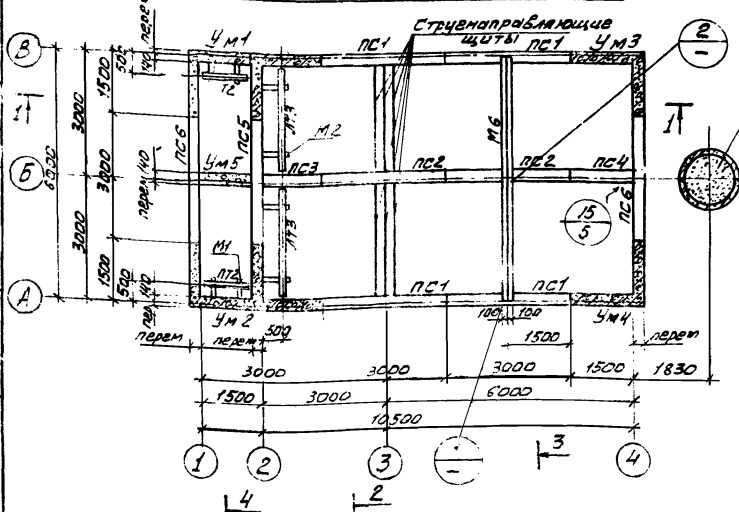 Струенаправляющие
щиты
перем
Ум1
ПС1
ПС1
Ум3
2
–
В
500
140
1500
3000
6000
Т2
ПС6
ПС5
ЛТ3
М2
М6
1
1
Б
3000
перем
140
Ум5
ПС3
ПС2
ПС2
ПС4
15
5
ПС6
3000
1500
500
140
М1
ПТ2
ЛТ3
ПС1
ПС1
А
пер
Ум2
Ум4
перем
перем
500
100
100
1500
перем
3000
3000
3000
1500
1830
1500
3000
6000
10500
1
2
3
–
3
4
4
2